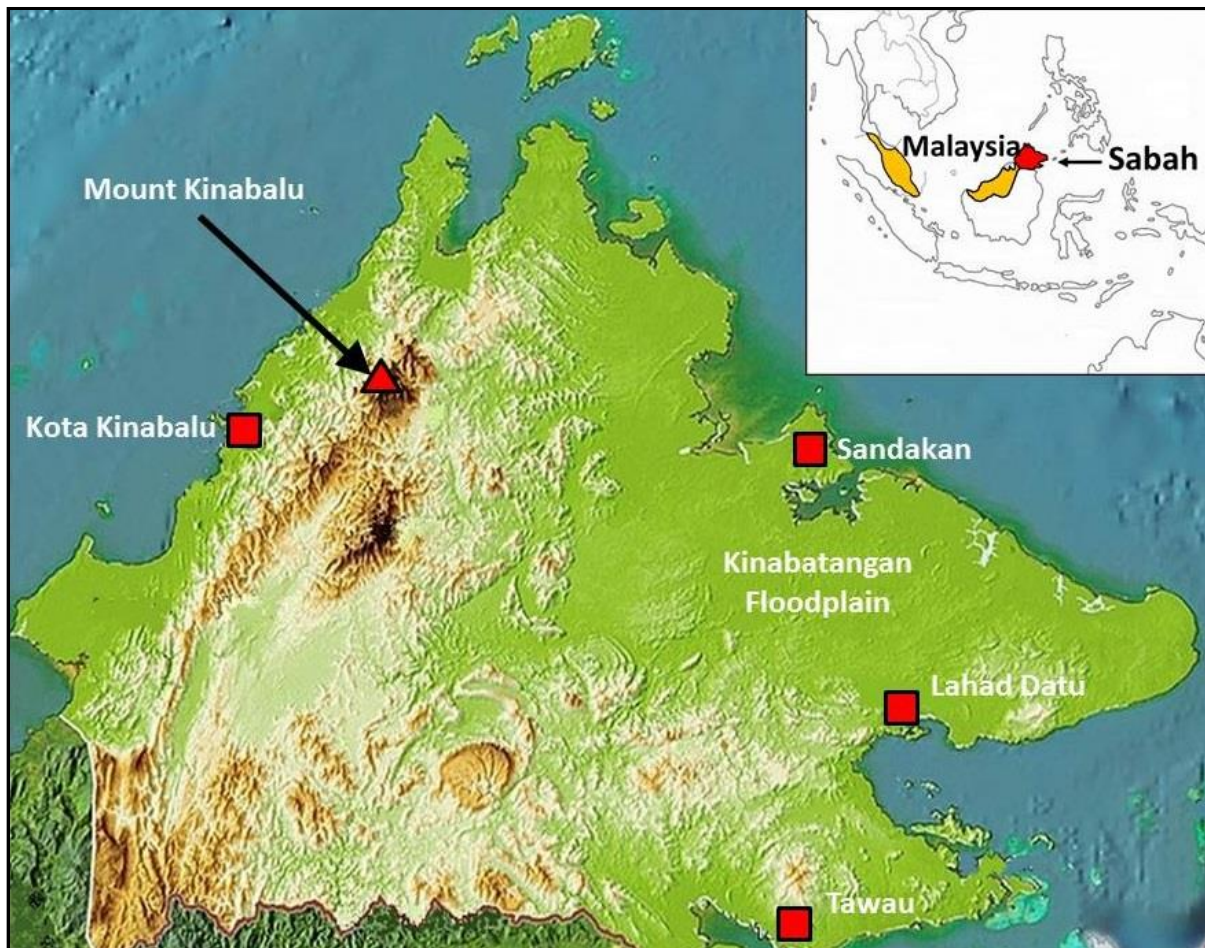 Malaysia
Sabah
Mount Kinabalu
Kota Kinabalu
Sandakan
Kinabatangan
Floodplain
Lahad Datu
Tawau